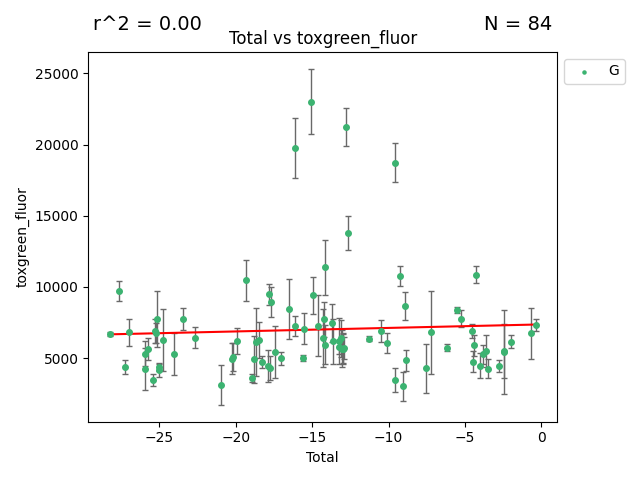 r^2 = 0.00
N = 84
Total vs toxgreen_fluor
G
25000
20000
15000
10000
5000
toxgreen_fluor
−25
−20
−15
−10
−5
0
Total